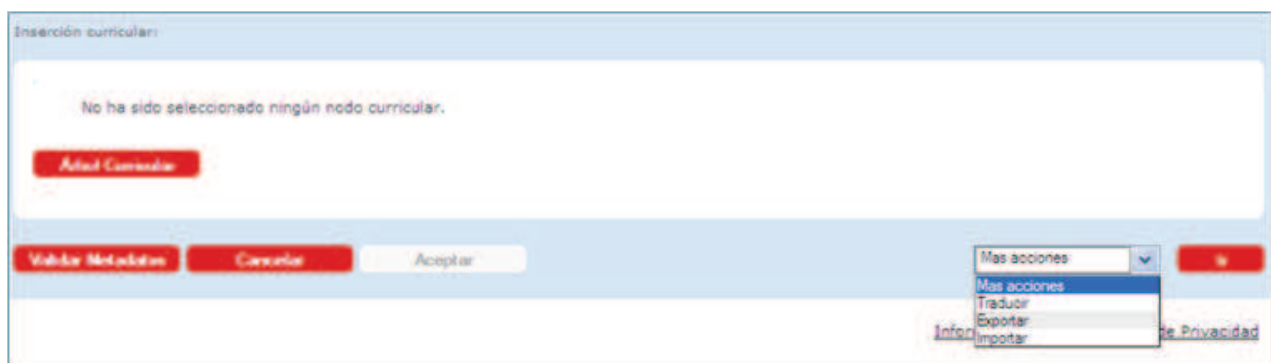 Inserción curricular:
No ha sido seleccionado ningún nodo curricular.
Árbol Curricular
Validar Metadatos Cancelar Aceptar Mas acciones Ir
Mas acciones
Traducir
Exportar
Importar
de Privacidad